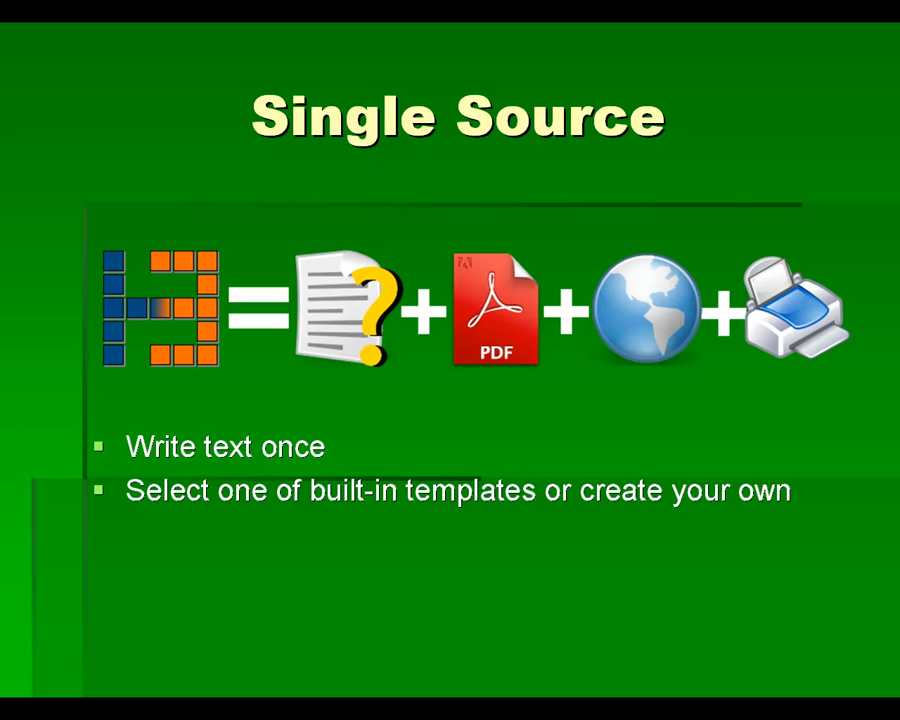 Single Source
PDF
Write text once
Select one of built-in templates or create your own